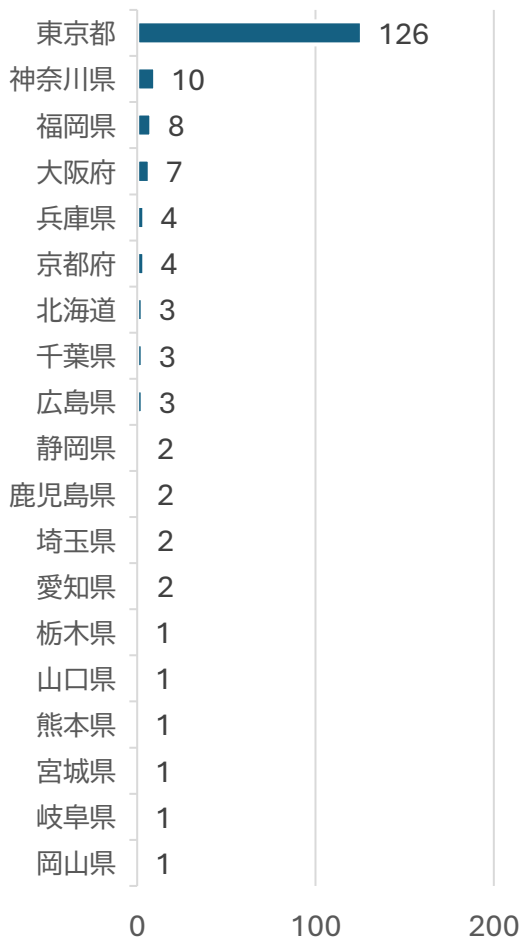 東京都 126
神奈川県 10
福岡県 8
大阪府 7
兵庫県 4
京都府 4
北海道 3
千葉県 3
広島県 3
静岡県 2
鹿児島県 2
埼玉県 2
愛知県 2
栃木県 1
山口県 1
熊本県 1
宮城県 1
岐阜県 1
岡山県 1
0 100 200